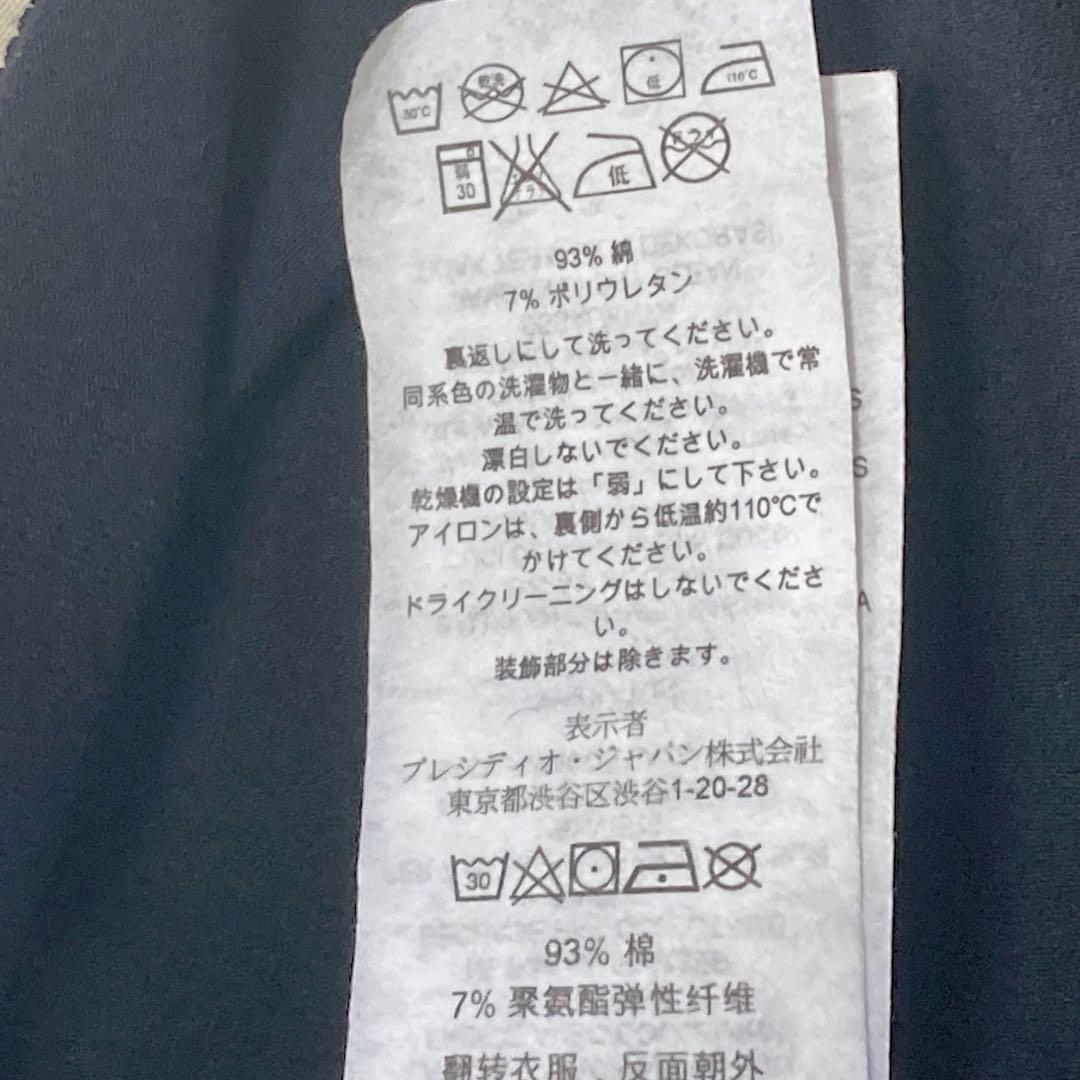 30℃ 乾洗 低 110℃
弱 30 低 ドライ
93% 綿
7% ポリウレタン
裏返しにして洗ってください。
同系色の洗濯物と一緒に、洗濯機で常
温で洗ってください。
漂白しないでください。
乾燥機の設定は「弱」にして下さい。
アイロンは、裏側から低温約110℃で
かけてください。
ドライクリーニングはしないでくださ
い。
装飾部分は除きます。
表示者
プレシディオ・ジャパン株式会社
東京都渋谷区渋谷1-20-28
30
93% 棉
7% 聚氨酯弹性纤维
翻转衣服，反面朝外
S
S
A